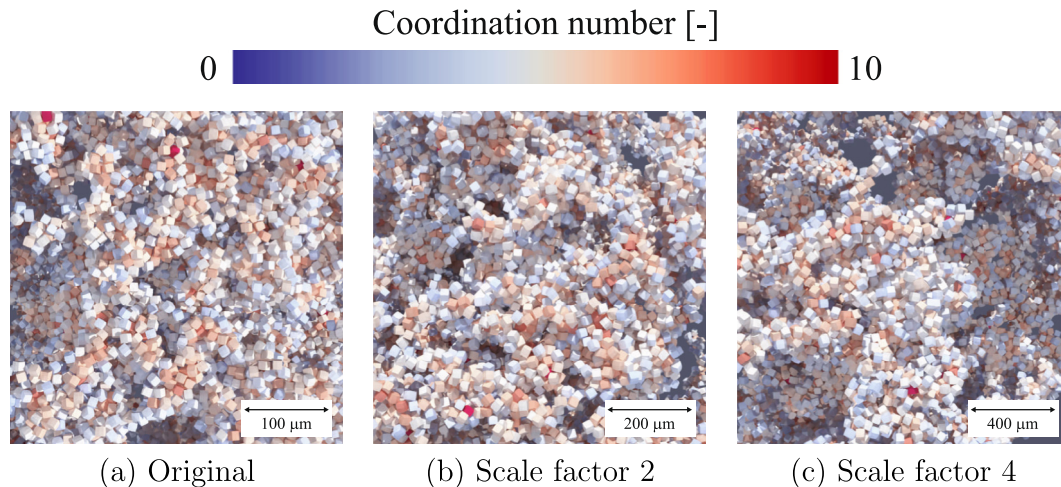 Coordination number [-]
0 10
100 μm 200 μm 400 μm
(a) Original (b) Scale factor 2 (c) Scale factor 4